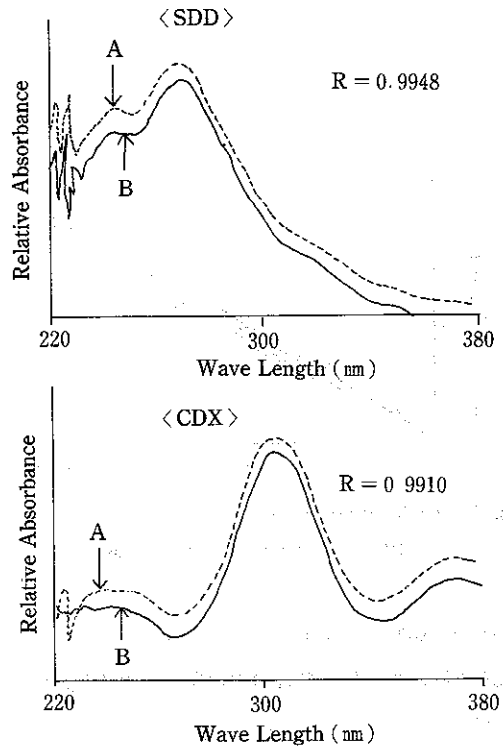 〈SDD〉
A
R = 0.9948
B
Relative Absorbance
220
300
380
Wave Length (nm)
〈CDX〉
A
R = 0 9910
B
Relative Absorbance
220
300
380
Wave Length (nm)